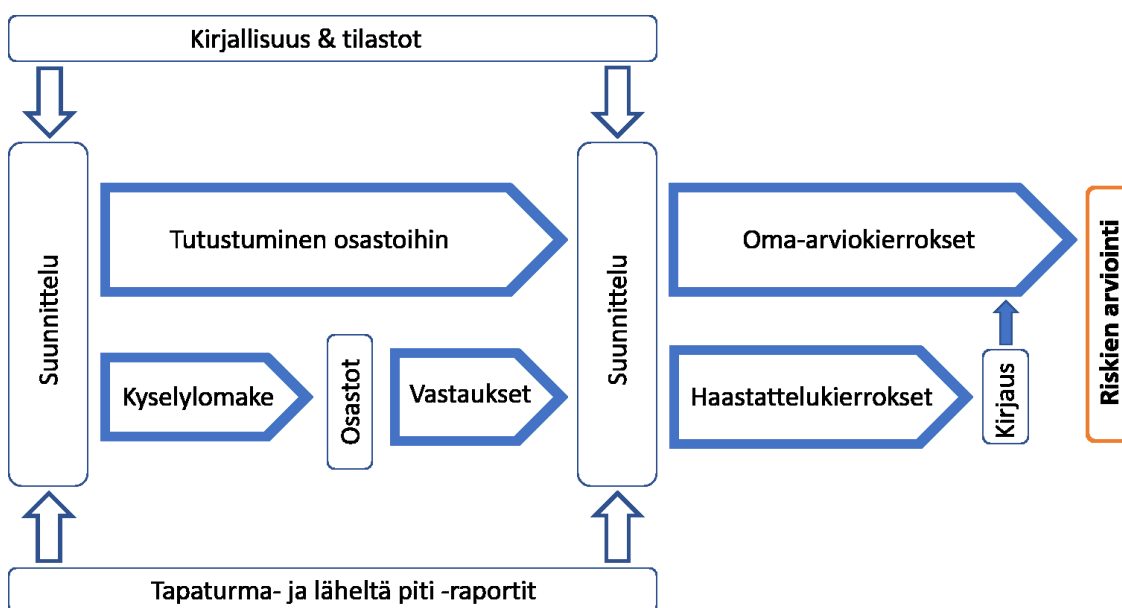 Kirjallisuus & tilastot
Suunnittelu
Tutustuminen osastoihin
Kyselylomake
Osastot
Vastaukset
Suunnittelu
Oma-arviokierrokset
Haastattelukierrokset
Kirjaus
Riskien arviointi
Tapaturma- ja läheltä piti -raportit